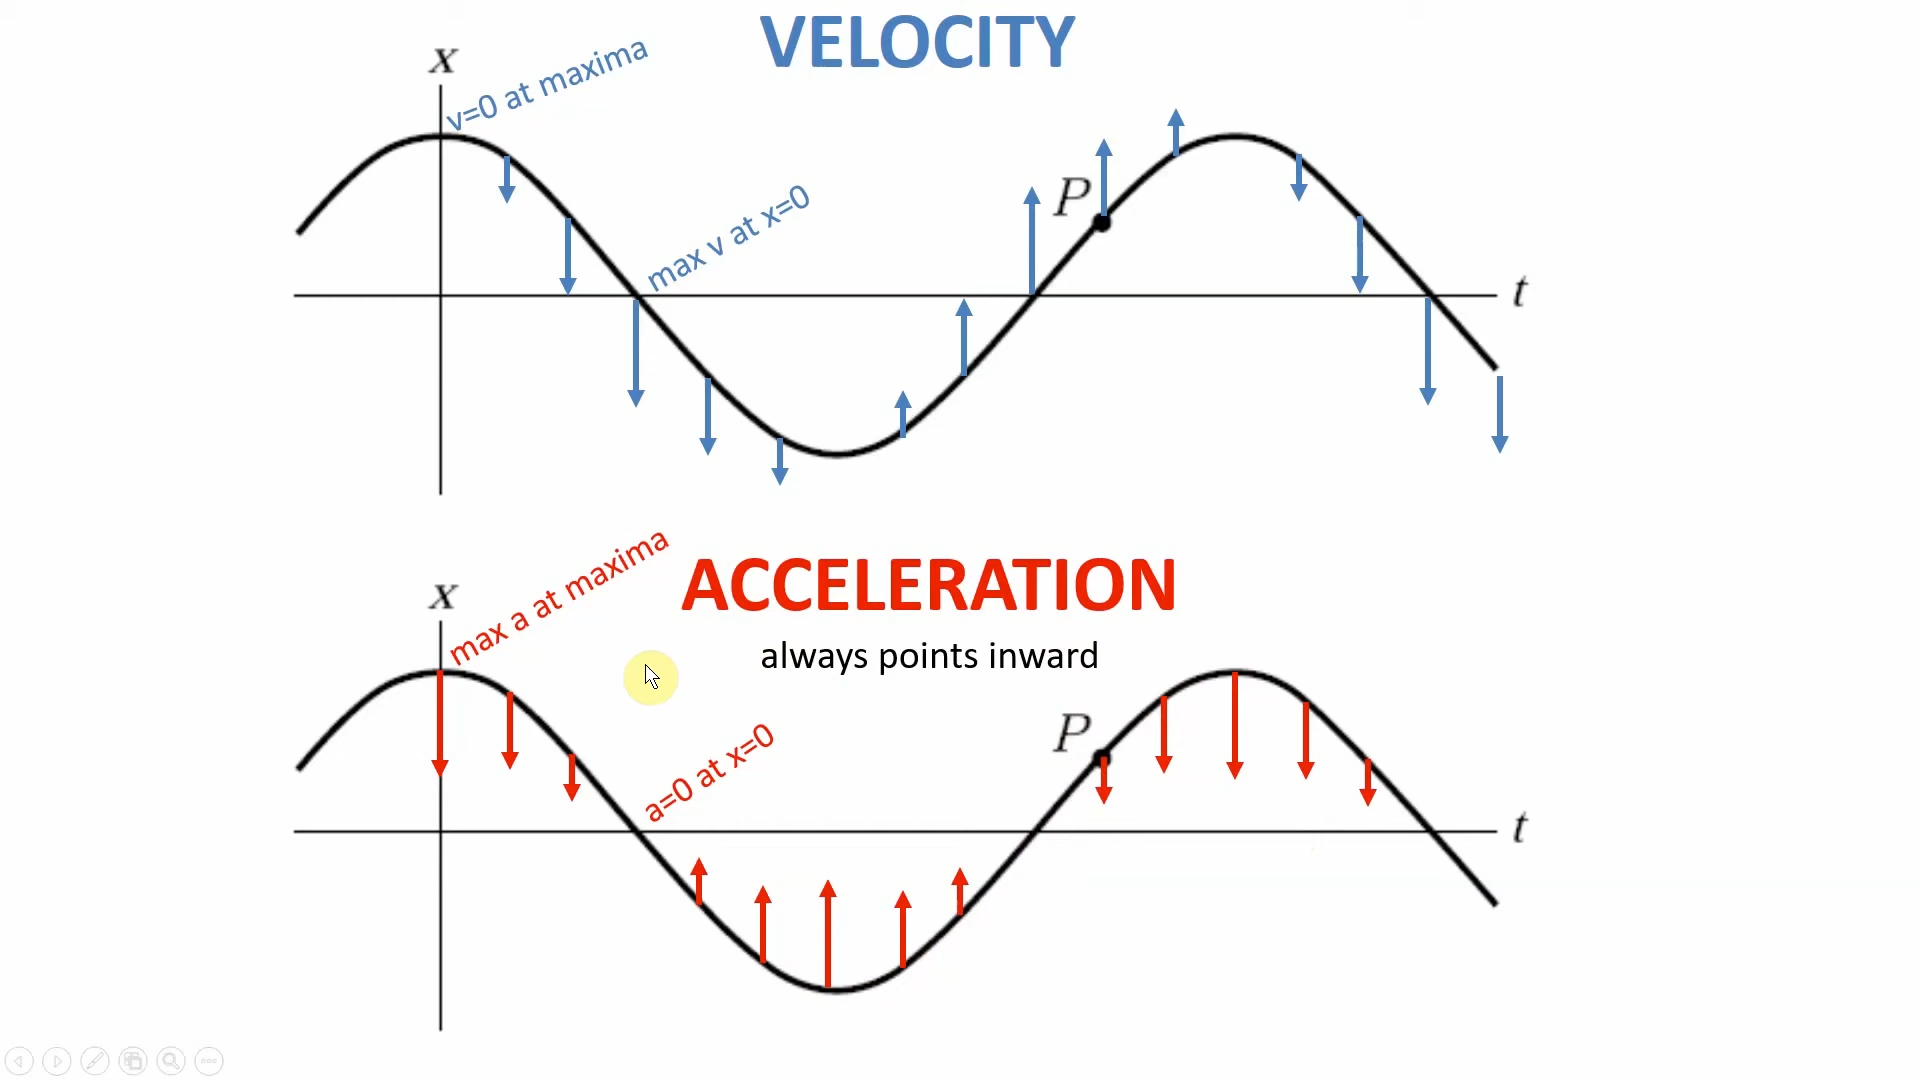 VELOCITY
x
v=0 at maxima
max v at x=0
P
t
ACCELERATION
always points inward
x
max a at maxima
a=0 at x=0
P
t